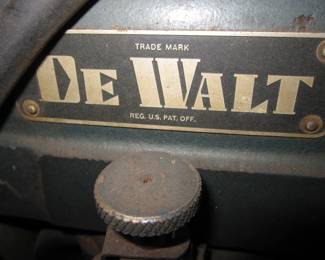 TRADE MARK
DE WALT
REG. U.S. PAT. OFF.